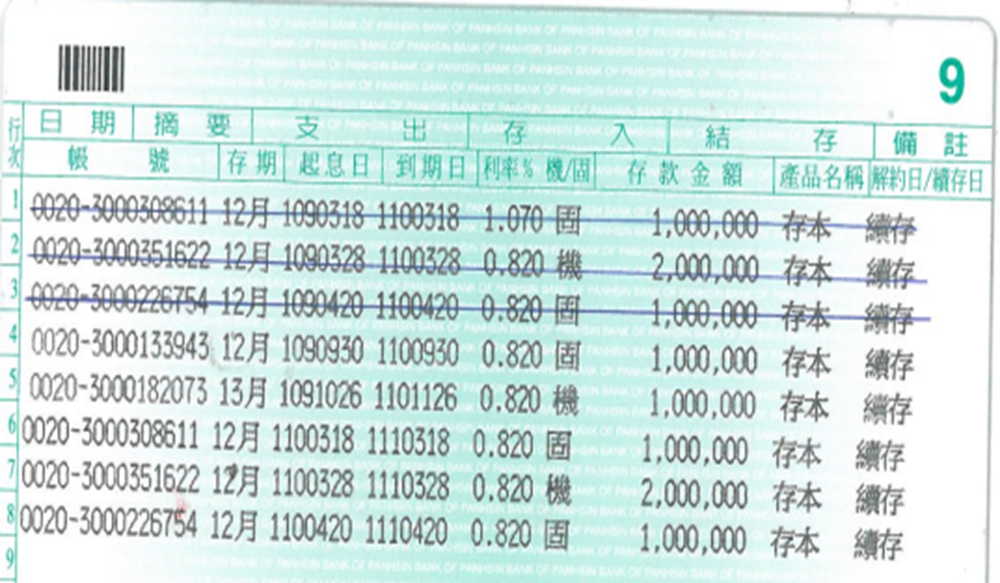 BANK OF PANHSIN BANK OF PANHSIN BANK OF PANHSIN
9
行次 日期 摘要 支出 存入 結存 備註
帳號 存期 起息日 到期日 利率% 機/固 存款金額 產品名稱 解約日/續存日
1 0020-3000308611 12月 1090318 1100318 1.070 固 1,000,000 存本 續存
2 0020-3000351622 12月 1090328 1100328 0.820 機 2,000,000 存本 續存
3 0020-3000226754 12月 1090420 1100420 0.820 固 1,000,000 存本 續存
4 0020-3000133943 12月 1090930 1100930 0.820 固 1,000,000 存本 續存
5 0020-3000182073 13月 1091026 1101126 0.820 機 1,000,000 存本 續存
6 0020-3000308611 12月 1100318 1110318 0.820 固 1,000,000 存本 續存
7 0020-3000351622 12月 1100328 1110328 0.820 機 2,000,000 存本 續存
8 0020-3000226754 12月 1100420 1110420 0.820 固 1,000,000 存本 續存
9